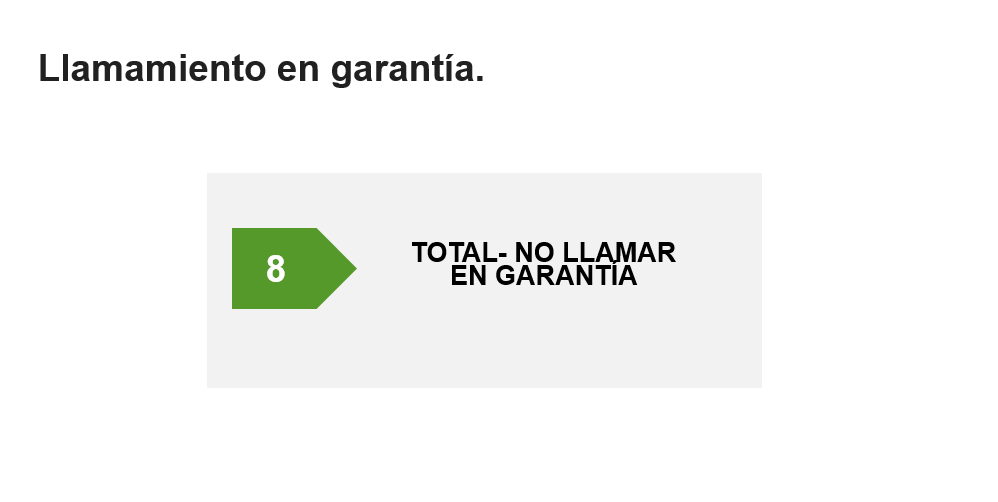 Llamamiento en garantía.
8
TOTAL- NO LLAMAR
EN GARANTÍA